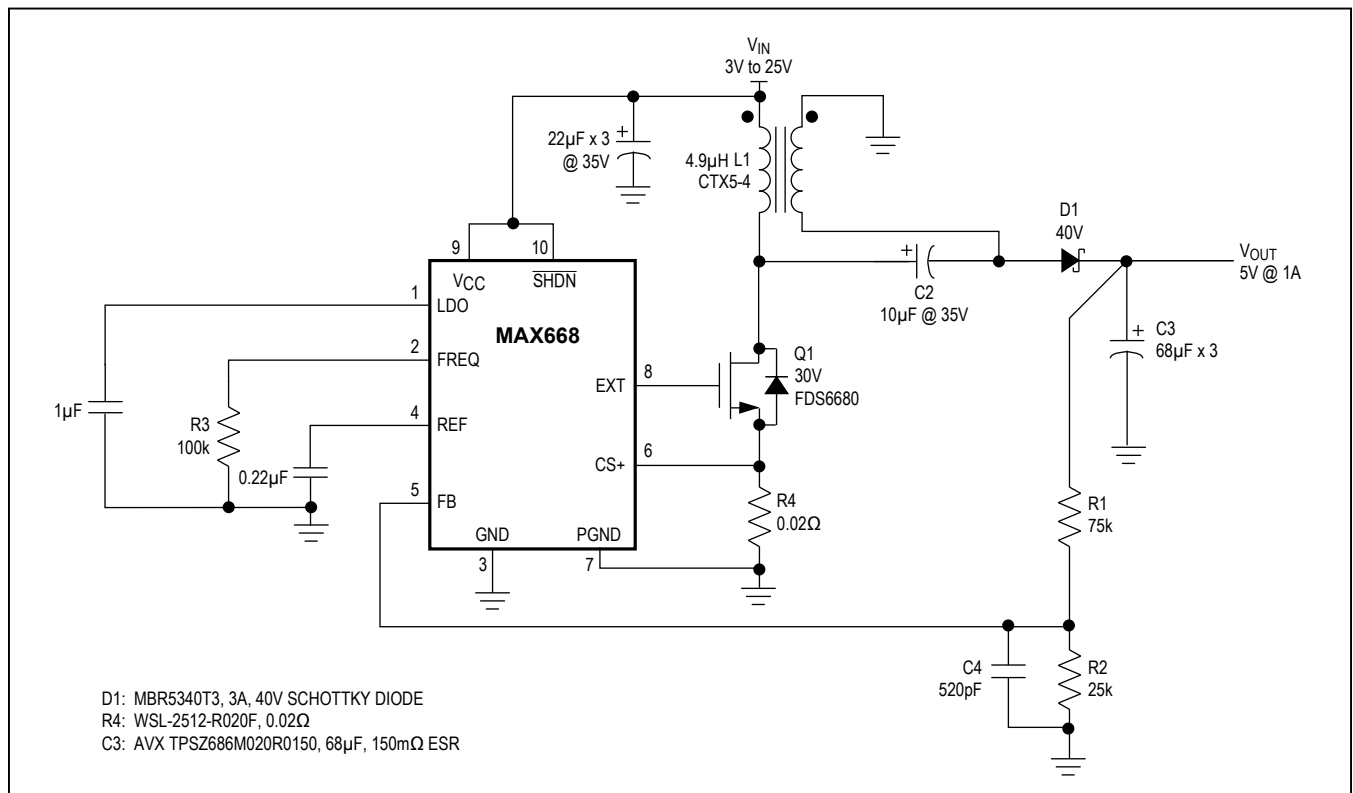 VIN
3V to 25V
22µF x 3
@ 35V
+
4.9µH L1
CTX5-4
D1
40V
VOUT
5V @ 1A
+
C2
10µF @ 35V
+
C3
68µF x 3
9
10
VCC
SHDN
1
LDO
MAX668
2
FREQ
Q1
30V
FDS6680
8
EXT
1µF
R3
100k
4
REF
0.22µF
6
CS+
5
FB
R4
0.02Ω
R1
75k
GND
PGND
3
7
C4
520pF
R2
25k
D1: MBR5340T3, 3A, 40V SCHOTTKY DIODE
R4: WSL-2512-R020F, 0.02Ω
C3: AVX TPSZ686M020R0150, 68µF, 150mΩ ESR